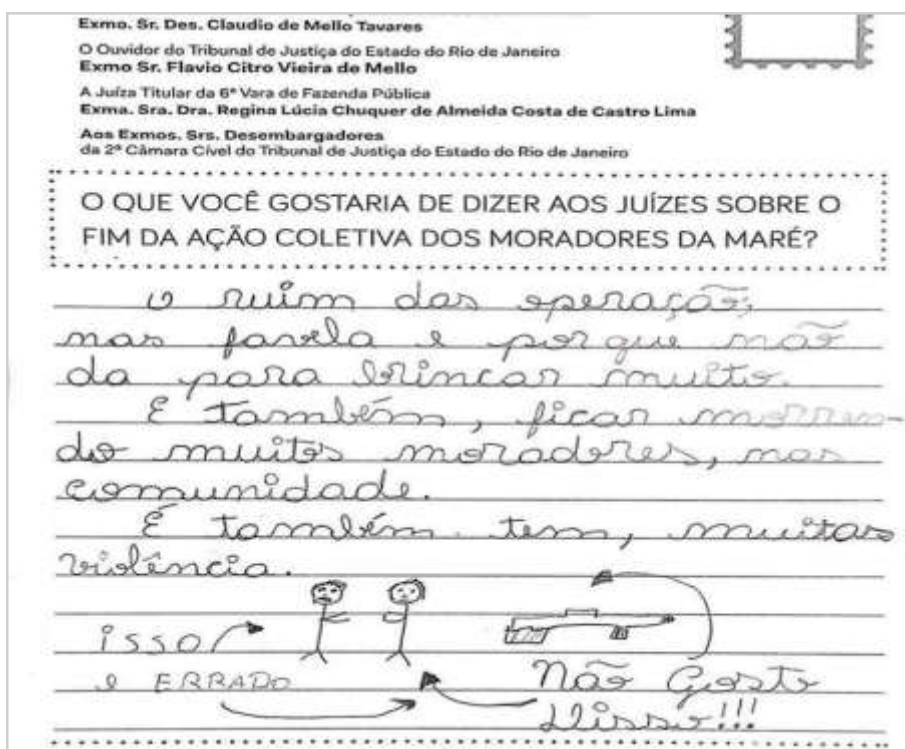 Exmo. Sr. Des. Claudio de Mello Tavares
O Ouvidor do Tribunal de Justiça do Estado do Rio de Janeiro
Exmo Sr. Flavio Citro Vieira de Mello
A Juíza Titular da 6ª Vara de Fazenda Pública
Exma. Sra. Dra. Regina Lúcia Chuquer de Almeida Costa de Castro Lima
Aos Exmos. Srs. Desembargadores
da 2ª Câmara Cível do Tribunal de Justiça do Estado do Rio de Janeiro
O QUE VOCÊ GOSTARIA DE DIZER AOS JUÍZES SOBRE O
FIM DA AÇÃO COLETIVA DOS MORADORES DA MARÉ?
o ruim das operação,
nas favela e por que não
da para brincar muito.
E também, ficar morren-
do muitos moradores, nas
comunidade.
É também tem, muitas
violência.
isso
e ERRADO
Não Gosto
disso!!!